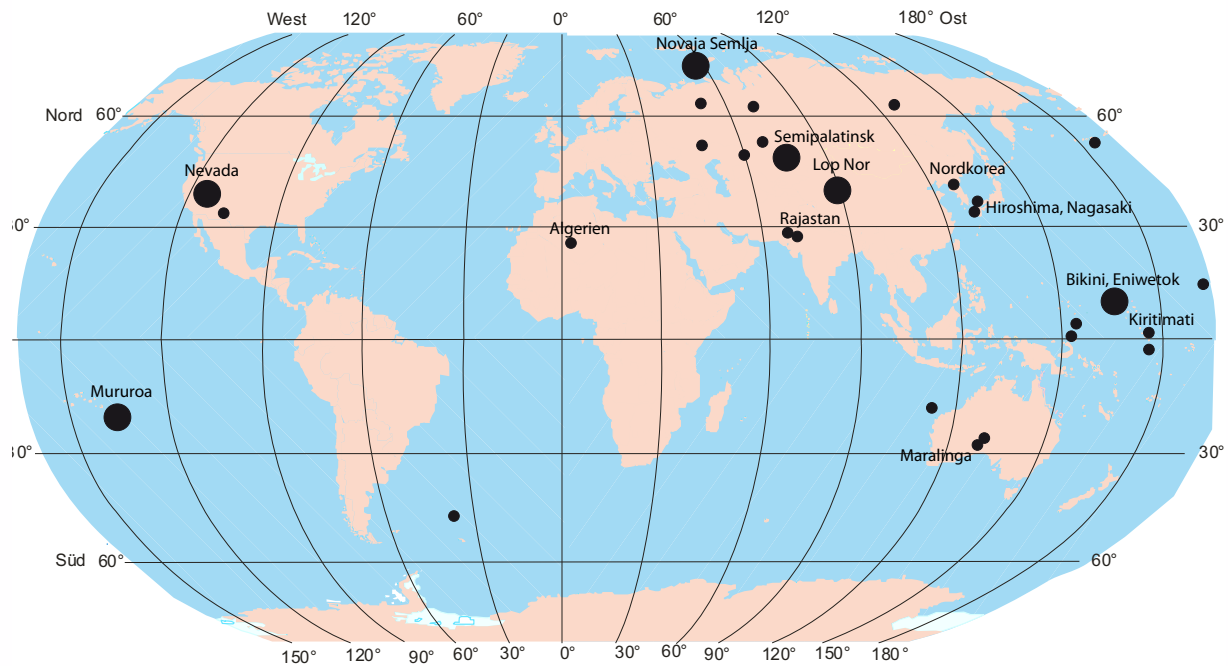 West 120° 60° 0° 60° 120° 180° Ost
Novaja Semlja
Nord 60° 60°
Semipalatinsk
Lop Nor
Nevada
Nordkorea
Hiroshima, Nagasaki
Rajastan
30°
Algerien
Bikini, Eniwetok
Kiritimati
Mururoa
Maralinga
30° 30°
Süd 60° 60°
150° 120° 90° 60° 30° 0° 30° 60° 90° 120° 150° 180°